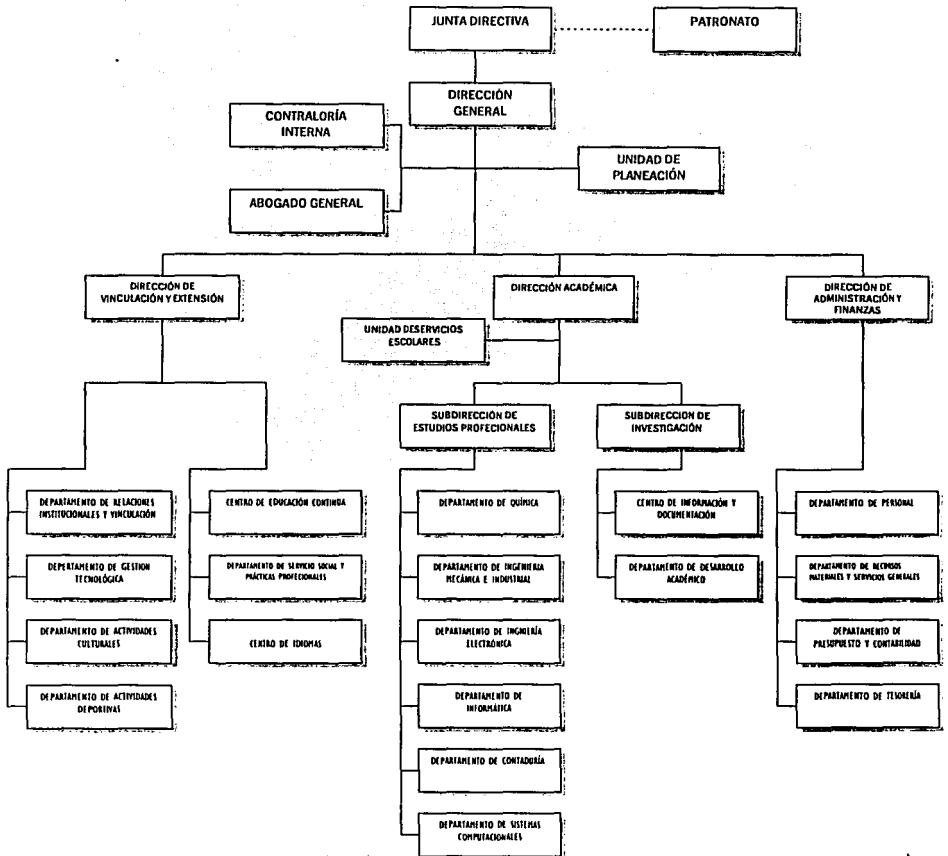 JUNTA DIRECTIVA
PATRONATO
DIRECCIÓN
GENERAL
CONTRALORÍA
INTERNA
UNIDAD DE
PLANEACIÓN
ABOGADO GENERAL
DIRECCIÓN DE
VINCULACIÓN Y EXTENSIÓN
DIRECCIÓN ACADÉMICA
DIRECCIÓN DE
ADMINISTRACIÓN Y
FINANZAS
UNIDAD DESERVICIOS
ESCOLARES
SUBDIRECCIÓN DE
ESTUDIOS PROFECIONALES
SUBDIRECCION DE
INVESTIGACIÓN
DEPARTAMENTO DE RELACIONES
INSTITUCIONALES Y VINCULACIÓN
DEPERTAMENTO DE GESTION
TECNOLÓGICA
DEPARTAMENTO DE ACTIVIDADES
CULTURALES
DEPARTAMENTO DE ACTIVIDADES
DEPORTIVAS
CENTRO DE EDUCACIÓN CONTINUA
DEPARTAMENTO DE SERVICIO SOCIAL Y
PRÁCTICAS PROFESIONALES
CENTRO DE IDIOMAS
DEPARTAMENTO DE QUÍMICA
DEPARTAMENTO DE INGENIERIA
MECÁNICA E INDUSTRIAL
DEPARTAMENTO DE INGNIERÍA
ELECTRÓNICA
DEPARTAMENTO DE
INFORMÁTICA
DEPARTAMENTO DE CONTADURÍA
DEPARTAMENTO DE SISTEMAS
COMPUTACIONALES
CENTRO DE INFORMACIÓN Y
DOCUMENTACIÓN
DEPARTAMENTO DE DESARROLLO
ACADÉMICO
DEPARTAMENTO DE PERSONAL
DEPARTAMENTO DE RECURSOS
MATERIALES Y SERVICIOS GENERALES
DEPARTAMENTO DE
PRESUPUESTO Y CONTABILIDAD
DEPARTAMENTO DE TESORERÍA